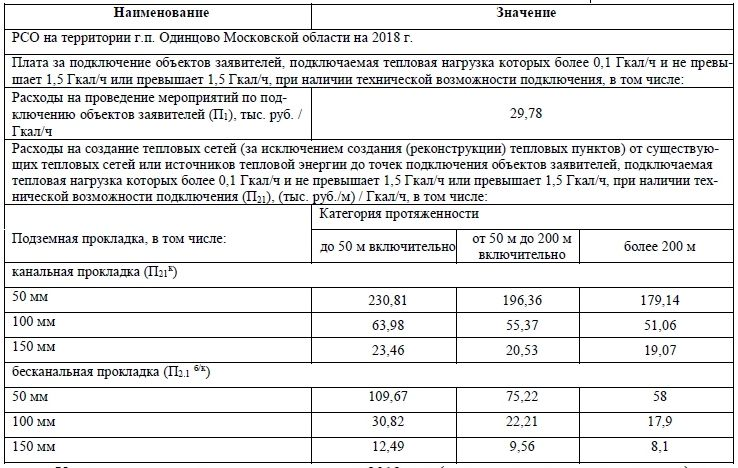 Наименование Значение
РСО на территории г.п. Одинцово Московской области на 2018 г.
Плата за подключение объектов заявителей, подключаемая тепловая нагрузка которых более 0,1 Гкал/ч и не превы-
шает 1,5 Гкал/ч или превышает 1,5 Гкал/ч, при наличии технической возможности подключения, в том числе:
Расходы на проведение мероприятий по под-
ключению объектов заявителей (П1), тыс. руб. / 29,78
Гкал/ч
Расходы на создание тепловых сетей (за исключением создания (реконструкции) тепловых пунктов) от существую-
щих тепловых сетей или источников тепловой энергии до точек подключения объектов заявителей, подключаемая
тепловая нагрузка которых более 0,1 Гкал/ч и не превышает 1,5 Гкал/ч или превышает 1,5 Гкал/ч, при наличии тех-
нической возможности подключения (П21), (тыс. руб./м) / Гкал/ч, в том числе:
Подземная прокладка, в том числе:
Категория протяженности
до 50 м включительно
от 50 м до 200 м
включительно
более 200 м
канальная прокладка (П21к)
50 мм 230,81 196,36 179,14
100 мм 63,98 55,37 51,06
150 мм 23,46 20,53 19,07
бесканальная прокладка (П2.1 б/к)
50 мм 109,67 75,22 58
100 мм 30,82 22,21 17,9
150 мм 12,49 9,56 8,1